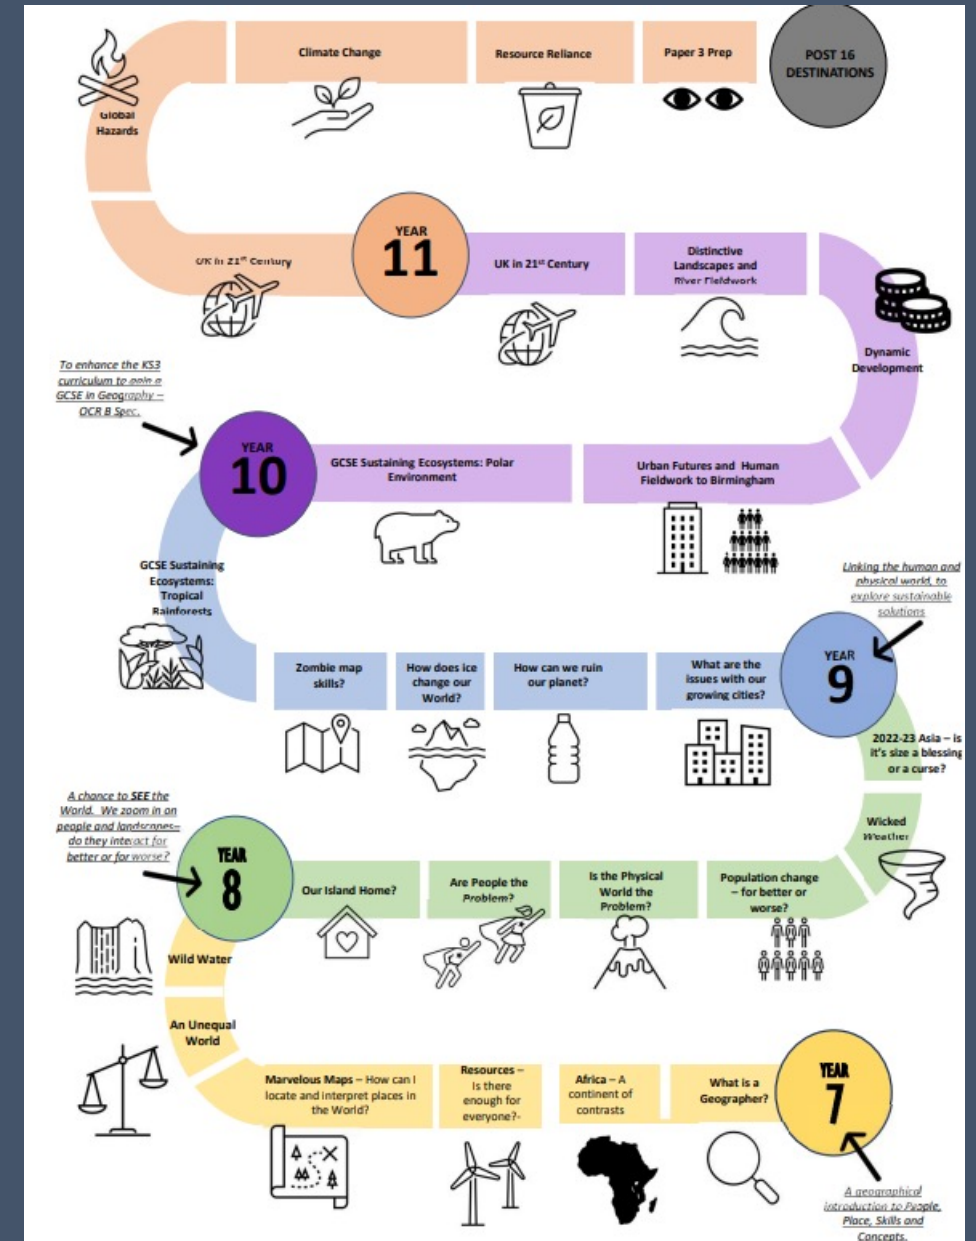 Climate Change
Resource Reliance
Paper 3 Prep
POST 16
DESTINATIONS
Global
Hazards
UK in 21st Century
YEAR
11
UK in 21st Century
Distinctive
Landscapes and
River Fieldwork
Dynamic
Development
To enhance the KS3
curriculum to gain a
GCSE in Geography –
OCR B Spec.
YEAR
10
GCSE Sustaining Ecosystems: Polar
Environment
Urban Futures and Human
Fieldwork to Birmingham
GCSE Sustaining
Ecosystems:
Tropical
Rainforests
Linking the human and
physical world, to
explore sustainable
solutions
Zombie map
skills?
How does ice
change our
World?
How can we ruin
our planet?
What are the
issues with our
growing cities?
YEAR
9
2022-23 Asia – is
it's size a blessing
or a curse?
A chance to SEE the
World. We zoom in on
people and landscapes–
do they interact for
better or for worse?
YEAR
8
Our Island Home?
Are People the
Problem?
Is the Physical
World the
Problem?
Population change
– for better or
worse?
Wicked
Weather
Wild Water
An Unequal
World
Marvelous Maps – How can I
locate and interpret places in
the World?
Resources –
Is there
enough for
everyone?-
Africa – A
continent of
contrasts
What is a
Geographer?
YEAR
7
A geographical
introduction to People,
Place, Skills and
Concepts.